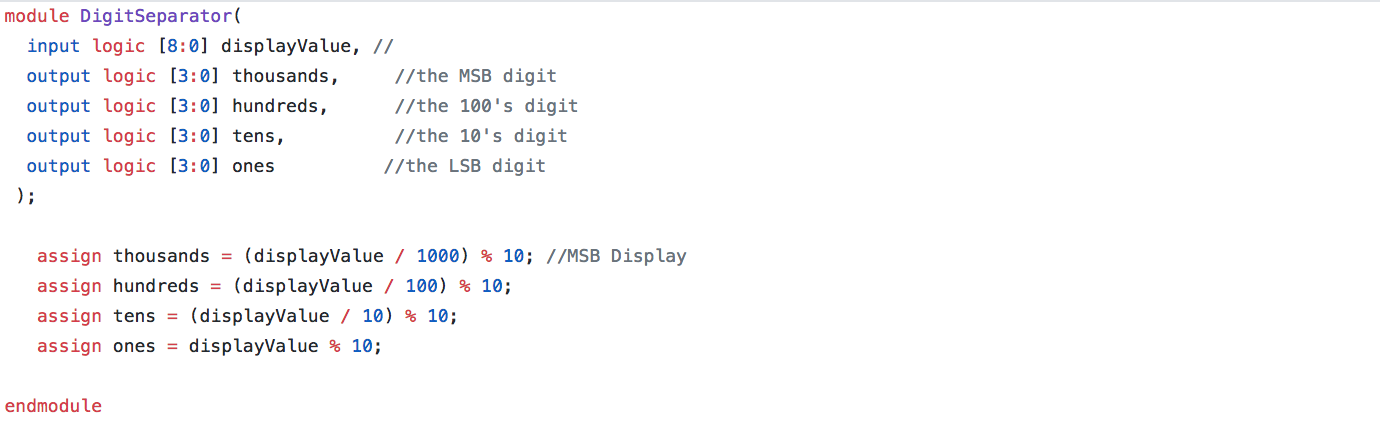 module DigitSeparator(
  input logic [8:0] displayValue, //
  output logic [3:0] thousands,     //the MSB digit
  output logic [3:0] hundreds,      //the 100's digit
  output logic [3:0] tens,          //the 10's digit
  output logic [3:0] ones          //the LSB digit
 );
   assign thousands = (displayValue / 1000) % 10; //MSB Display
   assign hundreds = (displayValue / 100) % 10;
   assign tens = (displayValue / 10) % 10;
   assign ones = displayValue % 10;
endmodule